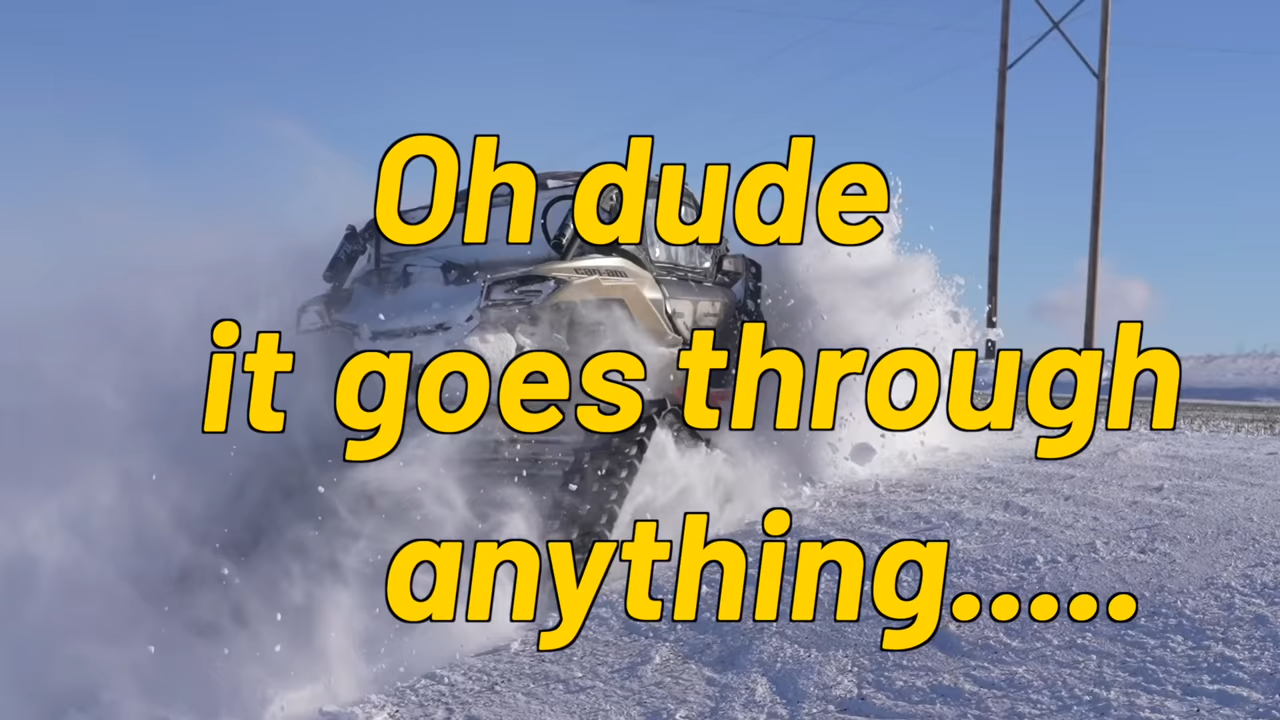 Oh dude
can-am
it goes through
anything.....